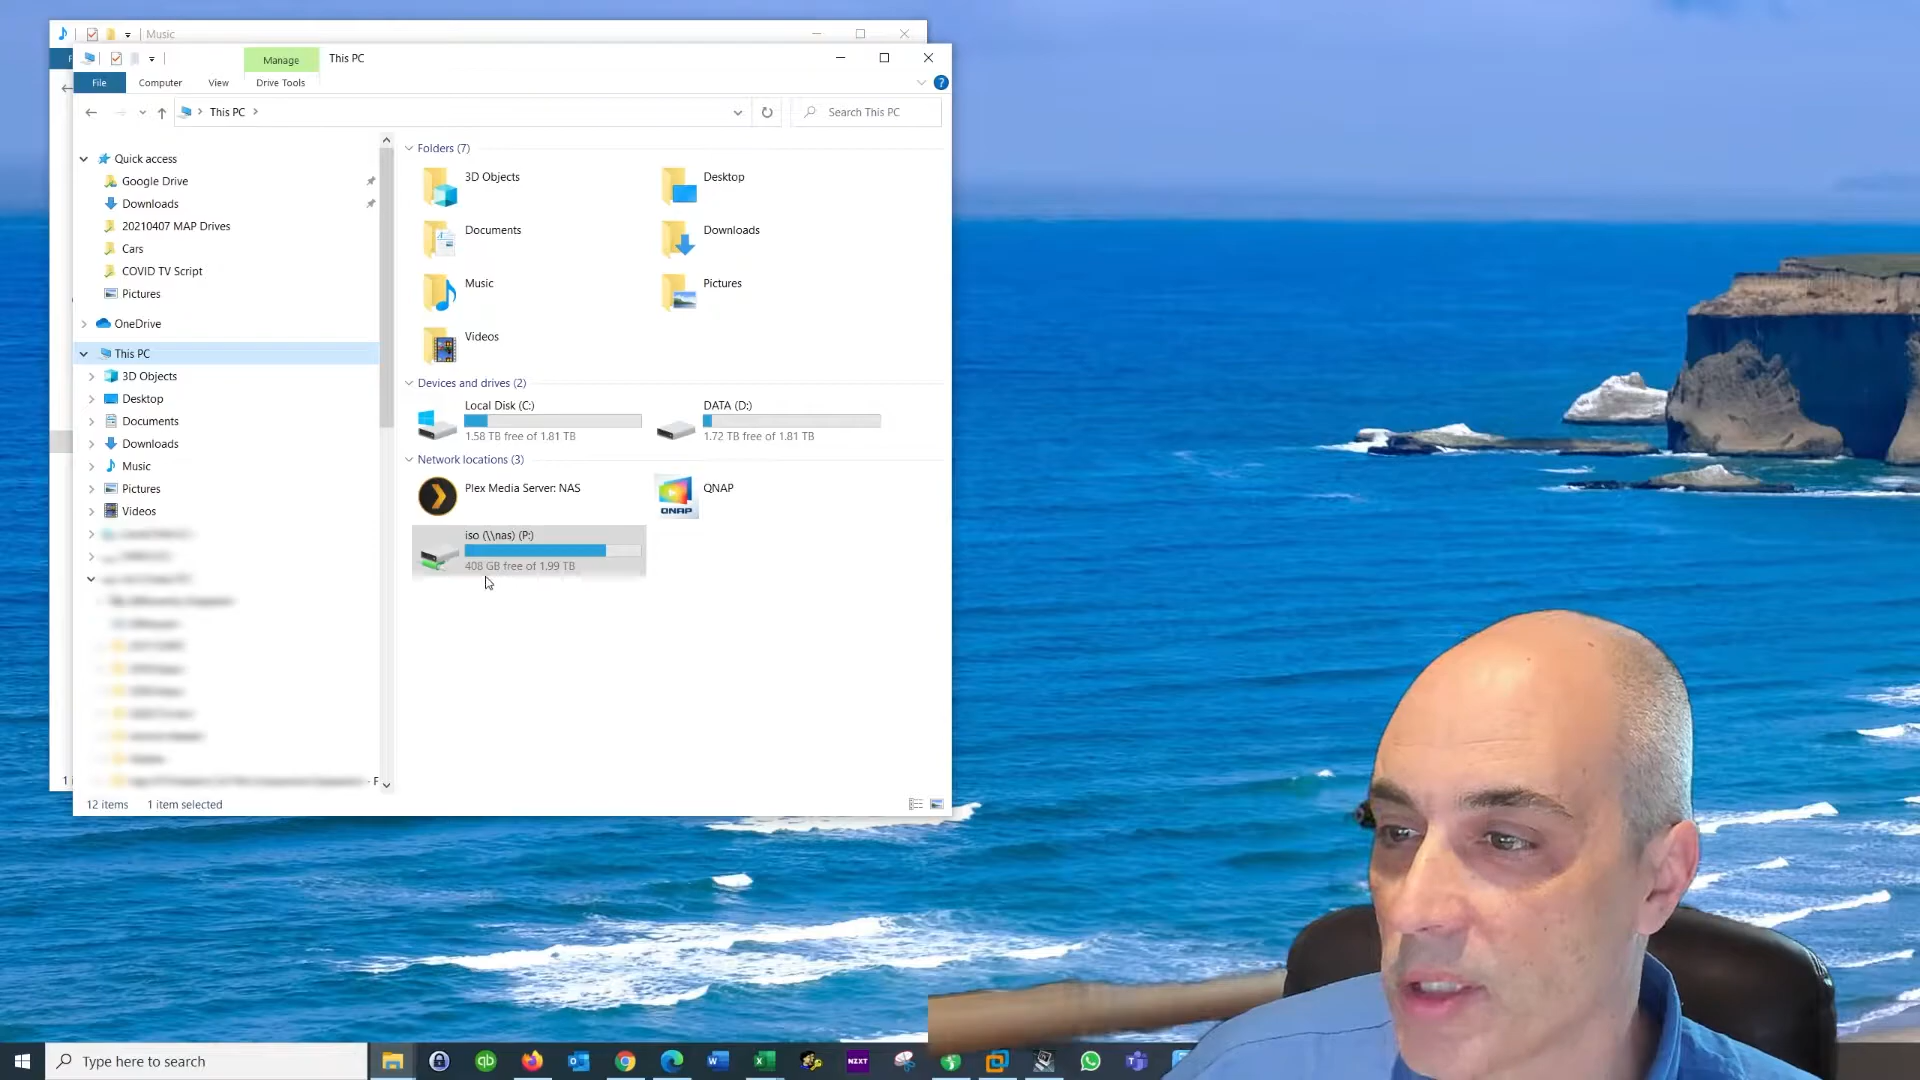 Music
Manage
This PC
File
Computer
View
Drive Tools
This PC
Search This PC
Quick access
Google Drive
Downloads
20210407 MAP Drives
Cars
COVID TV Script
Pictures
OneDrive
This PC
3D Objects
Desktop
Documents
Downloads
Music
Pictures
Videos
Folders (7)
3D Objects
Desktop
Documents
Downloads
Music
Pictures
Videos
Devices and drives (2)
Local Disk (C:)
1.58 TB free of 1.81 TB
DATA (D:)
1.72 TB free of 1.81 TB
Network locations (3)
Plex Media Server: NAS
QNAP
QNAP
iso (\\nas) (P:)
408 GB free of 1.99 TB
12 items
1 item selected
Type here to search
qb
NZXT